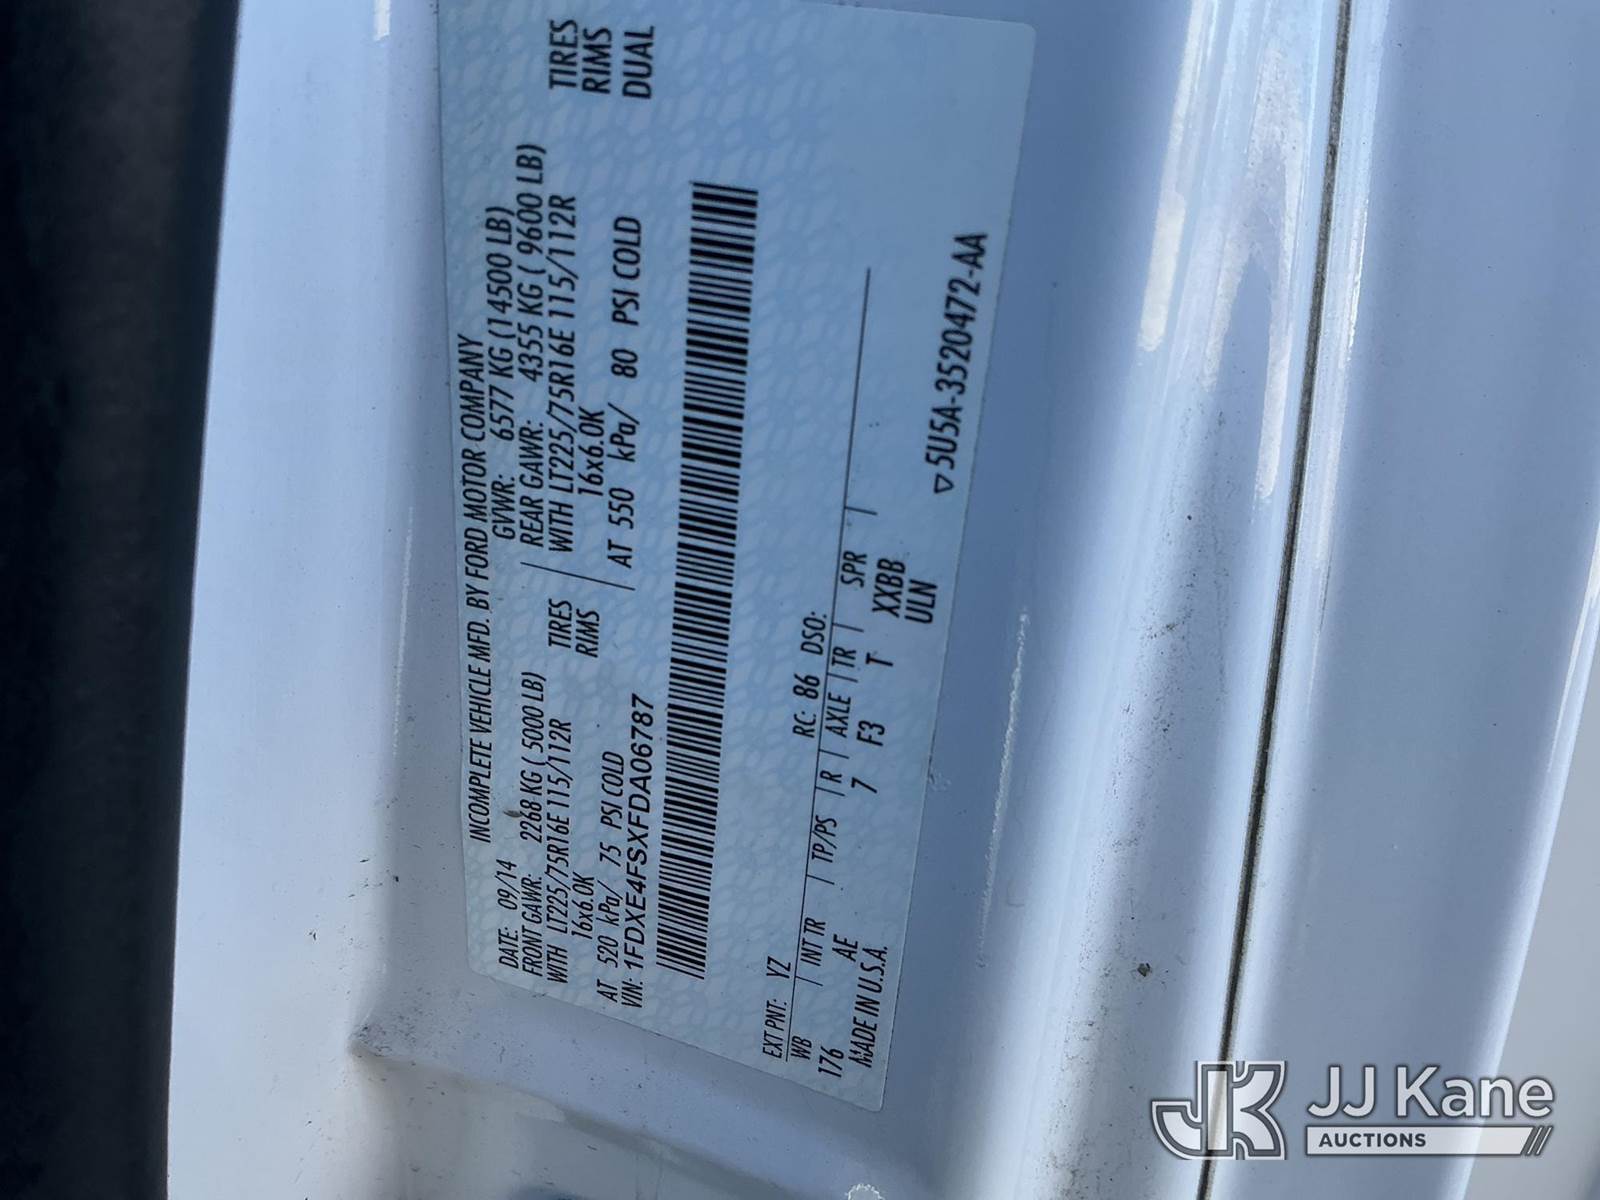 INCOMPLETE VEHICLE MFD. BY FORD MOTOR COMPANY
DATE: 09/14 GVWR: 6577 KG (14500 LB)
FRONT GAWR: 2268 KG ( 5000 LB) REAR GAWR: 4355 KG ( 9600 LB)
WITH LT225/75R16E 115/112R TIRES WITH LT225/75R16E 115/112R TIRES
16x6.0K RIMS 16x6.0K RIMS
AT 520 kPa/ 75 PSI COLD AT 550 kPa/ 80 PSI COLD DUAL
VIN: 1FDXE4FSXFDA06787
EXT PNT: YZ RC: 86 DSO:
WB INT TR TP/PS R AXLE TR SPR
176 AE 7 F3 T XXBB
MADE IN U.S.A. ULN
▽5U5A-3520472-AA
JJ Kane
AUCTIONS